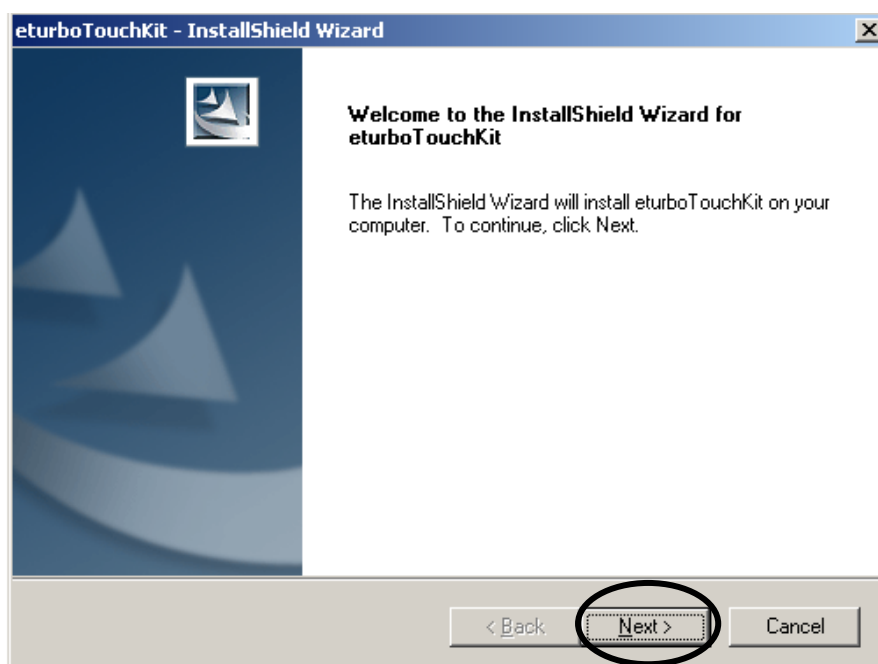 eturboTouchKit - InstallShield Wizard
Welcome to the InstallShield Wizard for
eturboTouchKit
The InstallShield Wizard will install eturboTouchKit on your
computer.  To continue, click Next.
< Back
Next >
Cancel